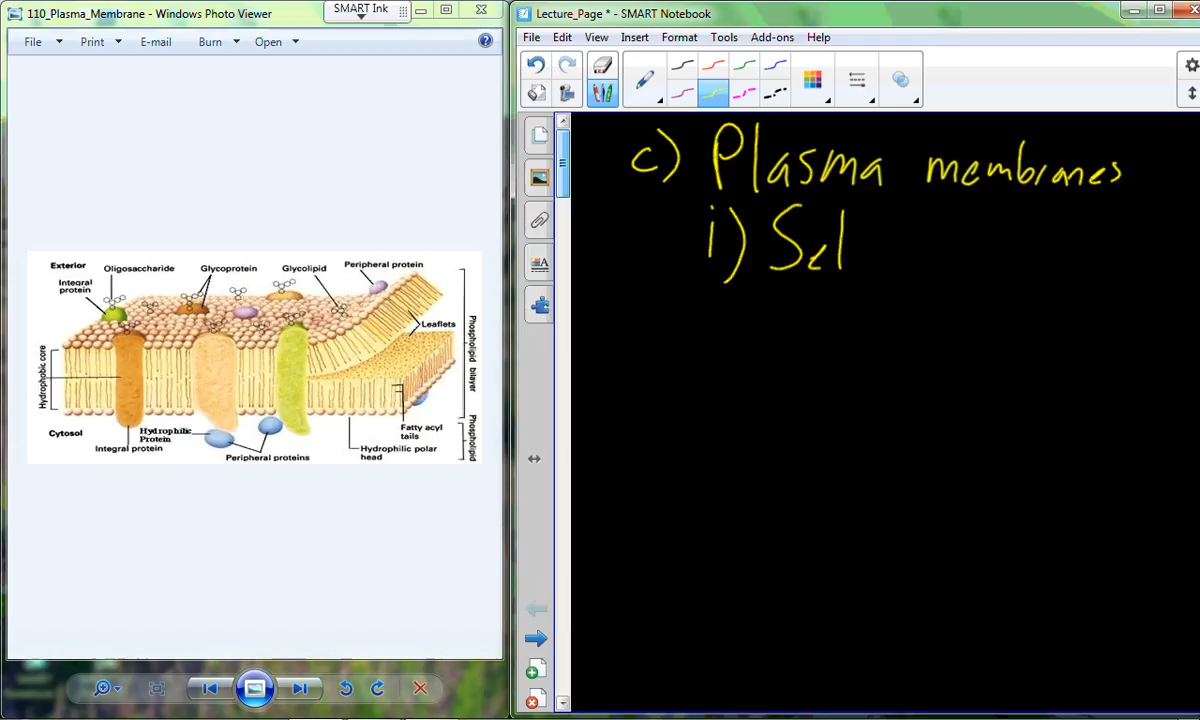 110_Plasma_Membrane - Windows Photo Viewer
SMART Ink
File Print E-mail Burn Open
Exterior
Oligosaccharide
Glycoprotein
Glycolipid
Peripheral protein
Integral
protein
Leaflets
Phospholipid bilayer
Hydrophobic core
Fatty acyl
tails
Phospholipid
Cytosol
Hydrophilic
Protein
Integral protein
Peripheral proteins
Hydrophilic polar
head
Lecture_Page * - SMART Notebook
File Edit View Insert Format Tools Add-ons Help
c) Plasma membranes
i) Sel